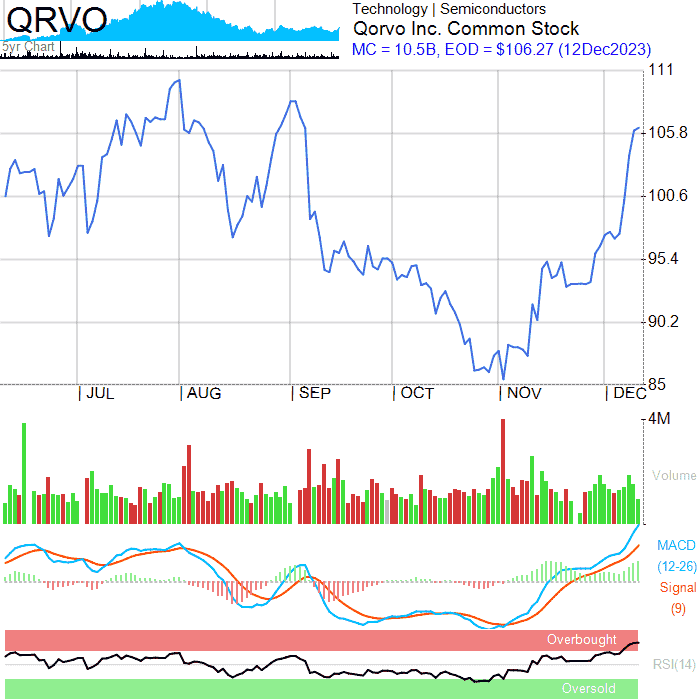 QRVO
5yr Chart
Technology | Semiconductors
Qorvo Inc. Common Stock
MC = 10.5B, EOD = $106.27 (12Dec2023)
111
105.8
100.6
95.4
90.2
85
| JUL | AUG | SEP | OCT | NOV | DEC
4M
Volume
MACD
(12-26)
Signal
(9)
Overbought
RSI(14)
Oversold